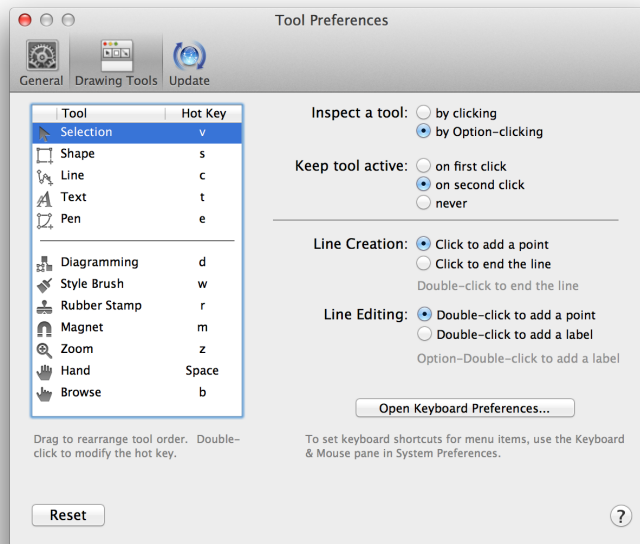 Tool Preferences
General Drawing Tools Update
Tool Hot Key
Selection v
Shape s
Line c
Text t
Pen e
Diagramming d
Style Brush w
Rubber Stamp r
Magnet m
Zoom z
Hand Space
Browse b
Drag to rearrange tool order. Double-
click to modify the hot key.
Reset
Inspect a tool: by clicking
by Option-clicking
Keep tool active: on first click
on second click
never
Line Creation: Click to add a point
Click to end the line
Double-click to end the line
Line Editing: Double-click to add a point
Double-click to add a label
Option-Double-click to add a label
Open Keyboard Preferences...
To set keyboard shortcuts for menu items, use the Keyboard
& Mouse pane in System Preferences.
?